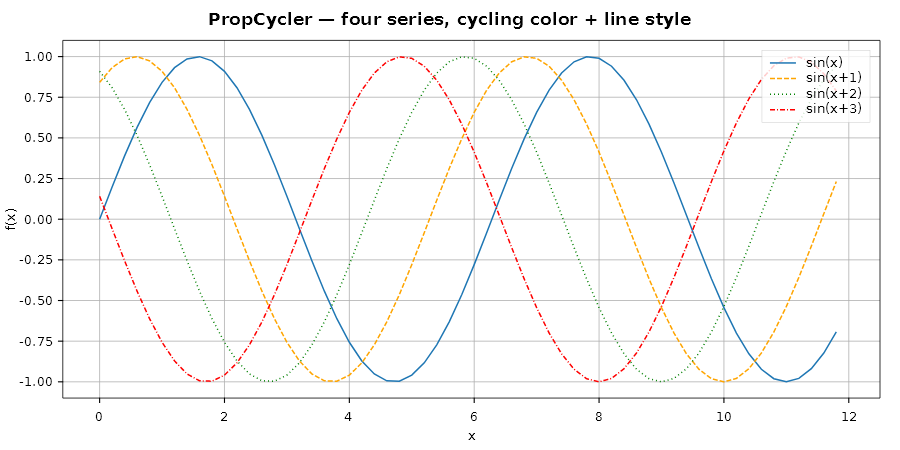 PropCycler — four series, cycling color + line style
1.00
0.75
0.50
0.25
0.00
-0.25
-0.50
-0.75
-1.00
f(x)
sin(x)
sin(x+1)
sin(x+2)
sin(x+3)
0 2 4 6 8 10 12
x